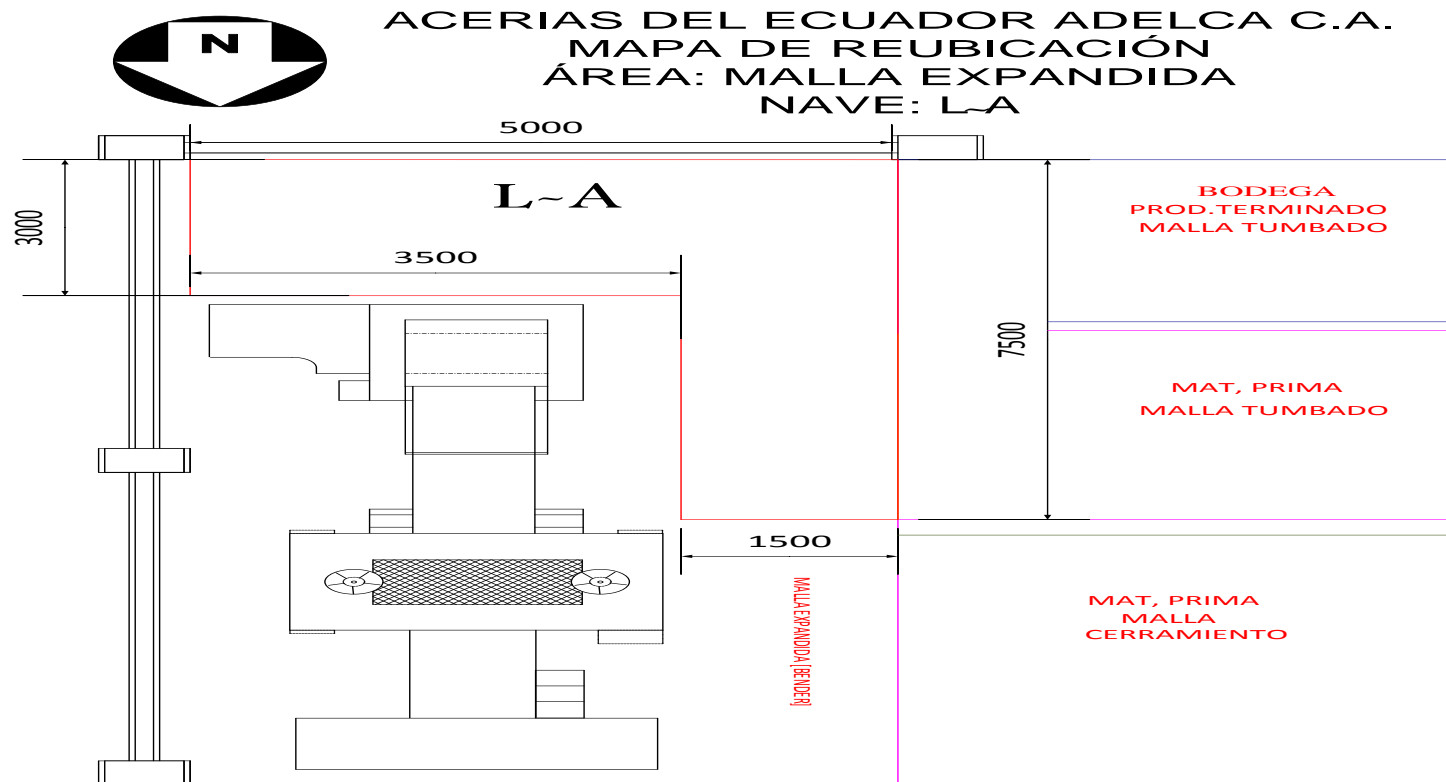 N
ACERIAS DEL ECUADOR ADELCA C.A.
MAPA DE REUBICACIÓN
ÁREA: MALLA EXPANDIDA
NAVE: L~A
5000
L~A
3000
3500
BODEGA
PROD.TERMINADO
MALLA TUMBADO
7500
MAT, PRIMA
MALLA TUMBADO
1500
MALLA EXPANDIDA [BENDER]
MAT, PRIMA
MALLA
CERRAMIENTO